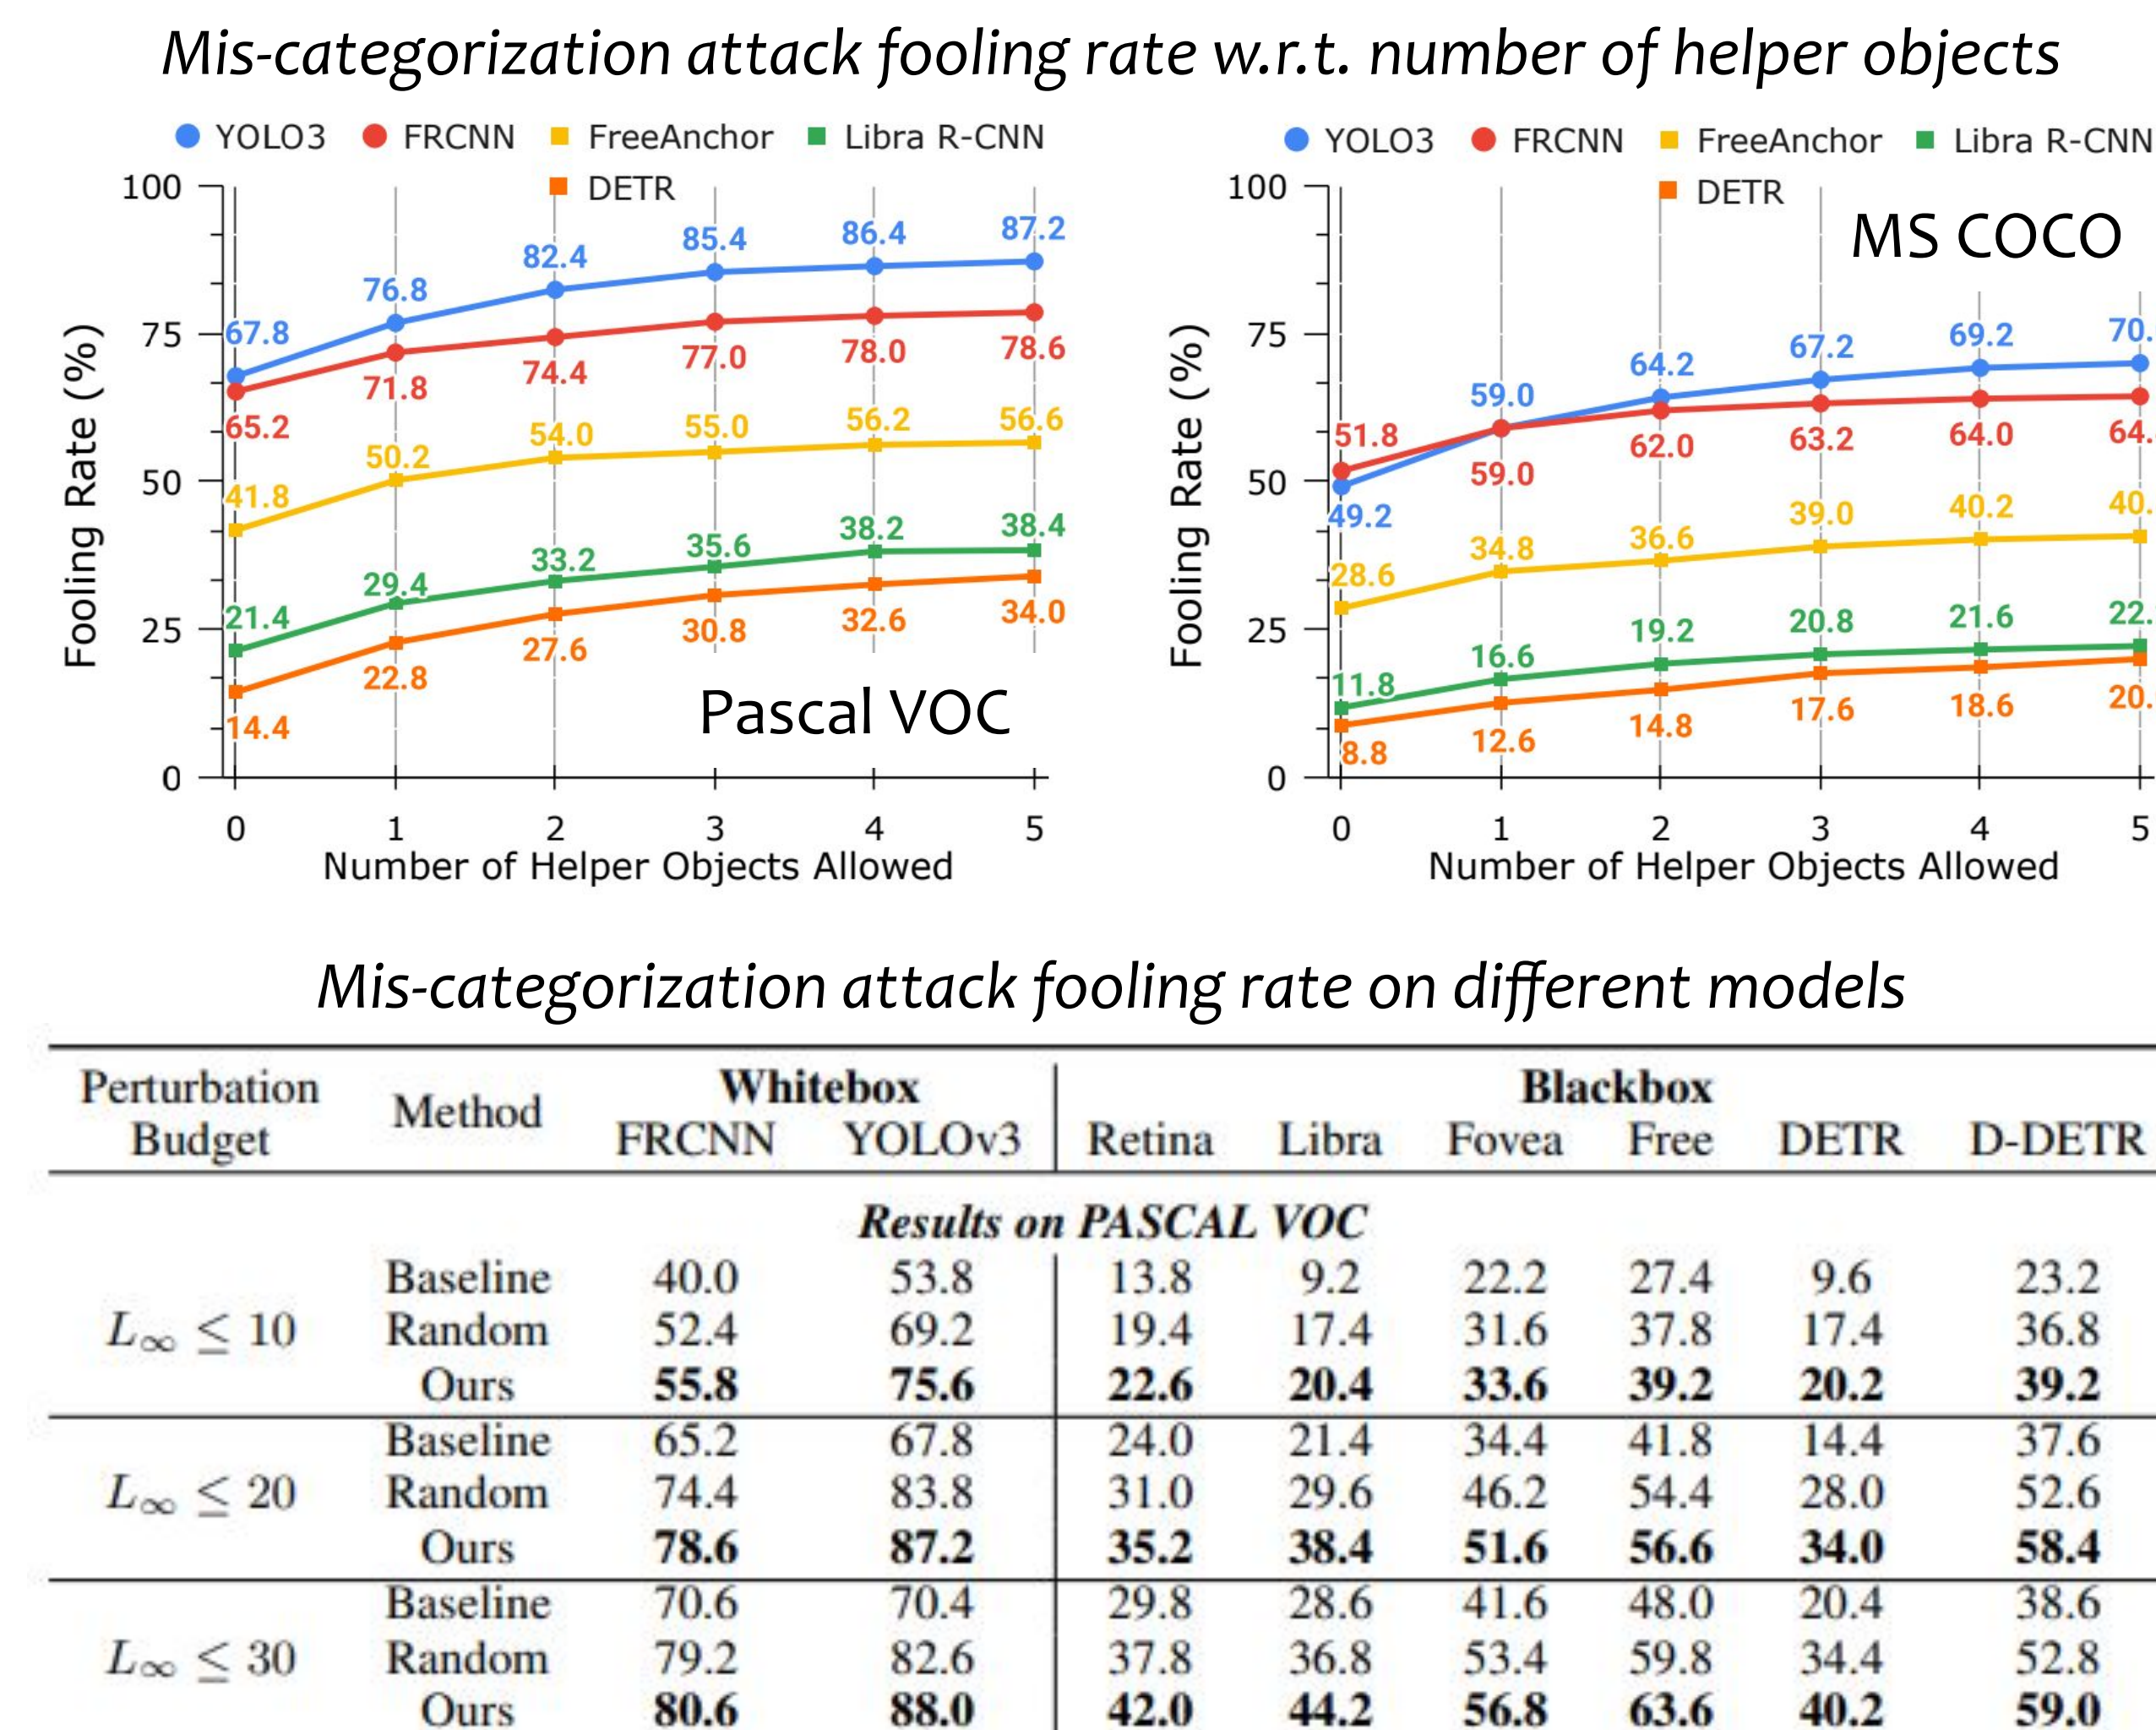 Mis-categorization attack fooling rate w.r.t. number of helper objects
YOLO3 FRCNN FreeAnchor Libra R-CNN
DETR
100
75
50
25
0
Fooling Rate (%)
67.8 76.8 82.4 85.4 86.4 87.2
65.2 71.8 74.4 77.0 78.0 78.6
41.8 50.2 54.0 55.0 56.2 56.6
21.4 29.4 33.2 35.6 38.2 38.4
14.4 22.8 27.6 30.8 32.6 34.0
Pascal VOC
0 1 2 3 4 5
Number of Helper Objects Allowed
YOLO3 FRCNN FreeAnchor Libra R-CNN
DETR
MS COCO
100
75
50
25
0
Fooling Rate (%)
49.2 59.0 64.2 67.2 69.2 70.
51.8 59.0 62.0 63.2 64.0 64.
28.6 34.8 36.6 39.0 40.2 40.
11.8 16.6 19.2 20.8 21.6 22.
8.8 12.6 14.8 17.6 18.6 20.
0 1 2 3 4 5
Number of Helper Objects Allowed
Mis-categorization attack fooling rate on different models
Perturbation Budget Method Whitebox Blackbox
FRCNN YOLOv3 Retina Libra Fovea Free DETR D-DETR
Results on PASCAL VOC
Baseline 40.0 53.8 13.8 9.2 22.2 27.4 9.6 23.2
L∞ ≤ 10 Random 52.4 69.2 19.4 17.4 31.6 37.8 17.4 36.8
Ours 55.8 75.6 22.6 20.4 33.6 39.2 20.2 39.2
Baseline 65.2 67.8 24.0 21.4 34.4 41.8 14.4 37.6
L∞ ≤ 20 Random 74.4 83.8 31.0 29.6 46.2 54.4 28.0 52.6
Ours 78.6 87.2 35.2 38.4 51.6 56.6 34.0 58.4
Baseline 70.6 70.4 29.8 28.6 41.6 48.0 20.4 38.6
L∞ ≤ 30 Random 79.2 82.6 37.8 36.8 53.4 59.8 34.4 52.8
Ours 80.6 88.0 42.0 44.2 56.8 63.6 40.2 59.0